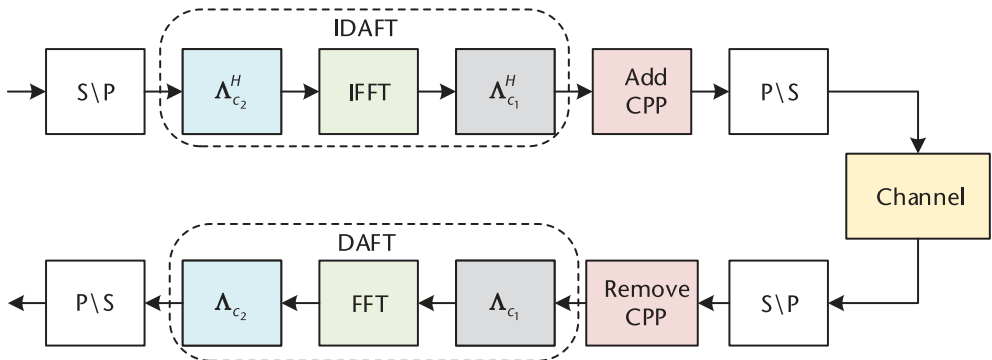 IDAFT
S\P
Λ_{c_2}^H
IFFT
Λ_{c_1}^H
Add
CPP
P\S
Channel
DAFT
P\S
Λ_{c_2}
FFT
Λ_{c_1}
Remove
CPP
S\P